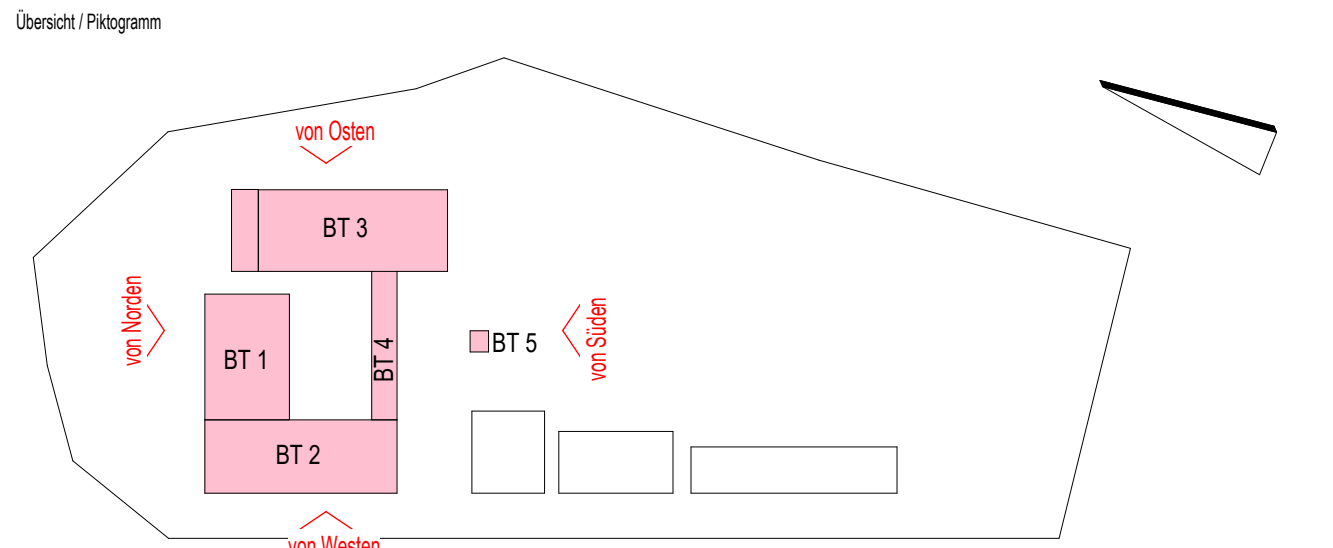 Übersicht / Piktogramm
von Osten
BT 3
von Norden
von Süden
BT 5
BT 4
BT 1
BT 2
von Westen